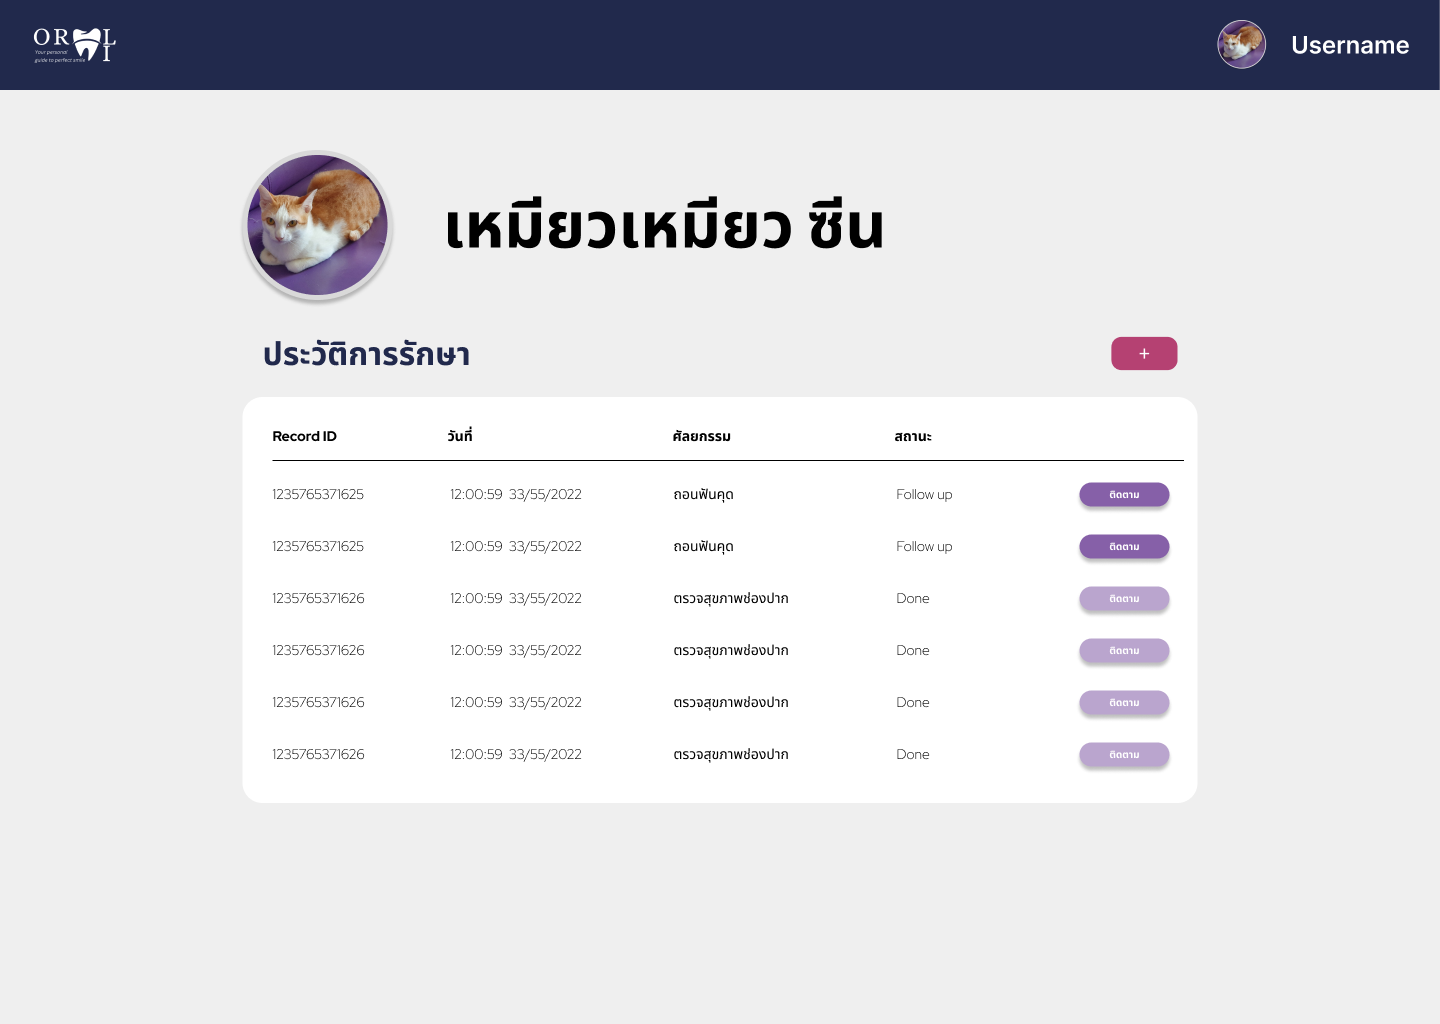 ORAL
I
Your personal
guide to perfect smile
Username
เหมียวเหมียว ซีน
ประวัติการรักษา
+
Record ID วันที่ ศัลยกรรม สถานะ
1235765371625 12:00:59 33/55/2022 ถอนฟันคุด Follow up ติดตาม
1235765371625 12:00:59 33/55/2022 ถอนฟันคุด Follow up ติดตาม
1235765371626 12:00:59 33/55/2022 ตรวจสุขภาพช่องปาก Done ติดตาม
1235765371626 12:00:59 33/55/2022 ตรวจสุขภาพช่องปาก Done ติดตาม
1235765371626 12:00:59 33/55/2022 ตรวจสุขภาพช่องปาก Done ติดตาม
1235765371626 12:00:59 33/55/2022 ตรวจสุขภาพช่องปาก Done ติดตาม